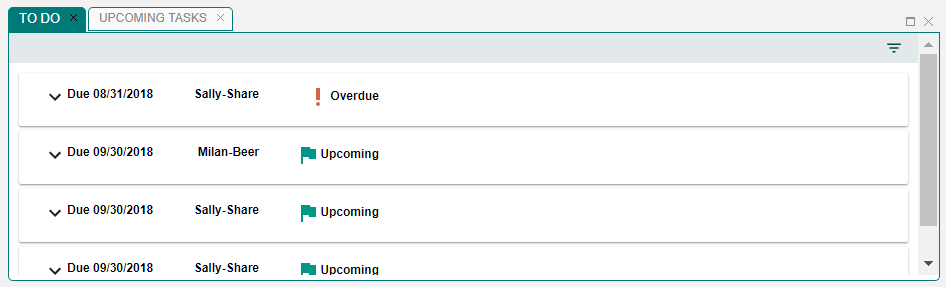 TO DO UPCOMING TASKS
Due 08/31/2018 Sally-Share Overdue
Due 09/30/2018 Milan-Beer Upcoming
Due 09/30/2018 Sally-Share Upcoming
Due 09/30/2018 Sally-Share Upcoming